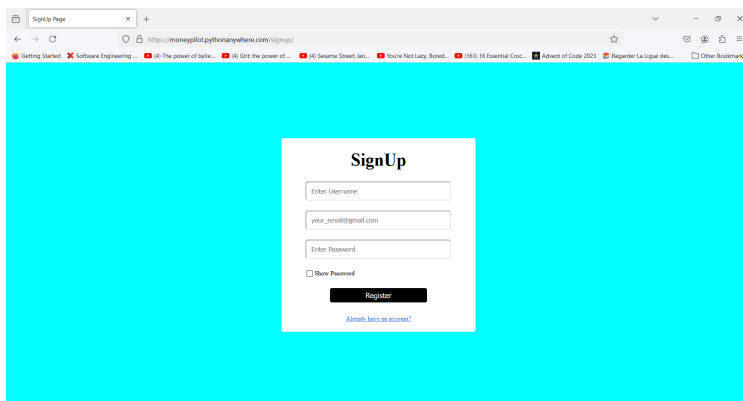 SignUp Page
https://moneypilot.pythonanywhere.com/signup/
Getting Started Software Engineering ... (4) The power of belie... (4) Grit: the power of ... (4) Sesame Street: Jan... You're Not Lazy, Bored... (163) 16 Essential Croc... Advent of Code 2023 Regarder La Ligue des... Other Bookmark
SignUp
Enter Username
your_email@gmail.com
Enter Password
Show Password
Register
Already have an account?